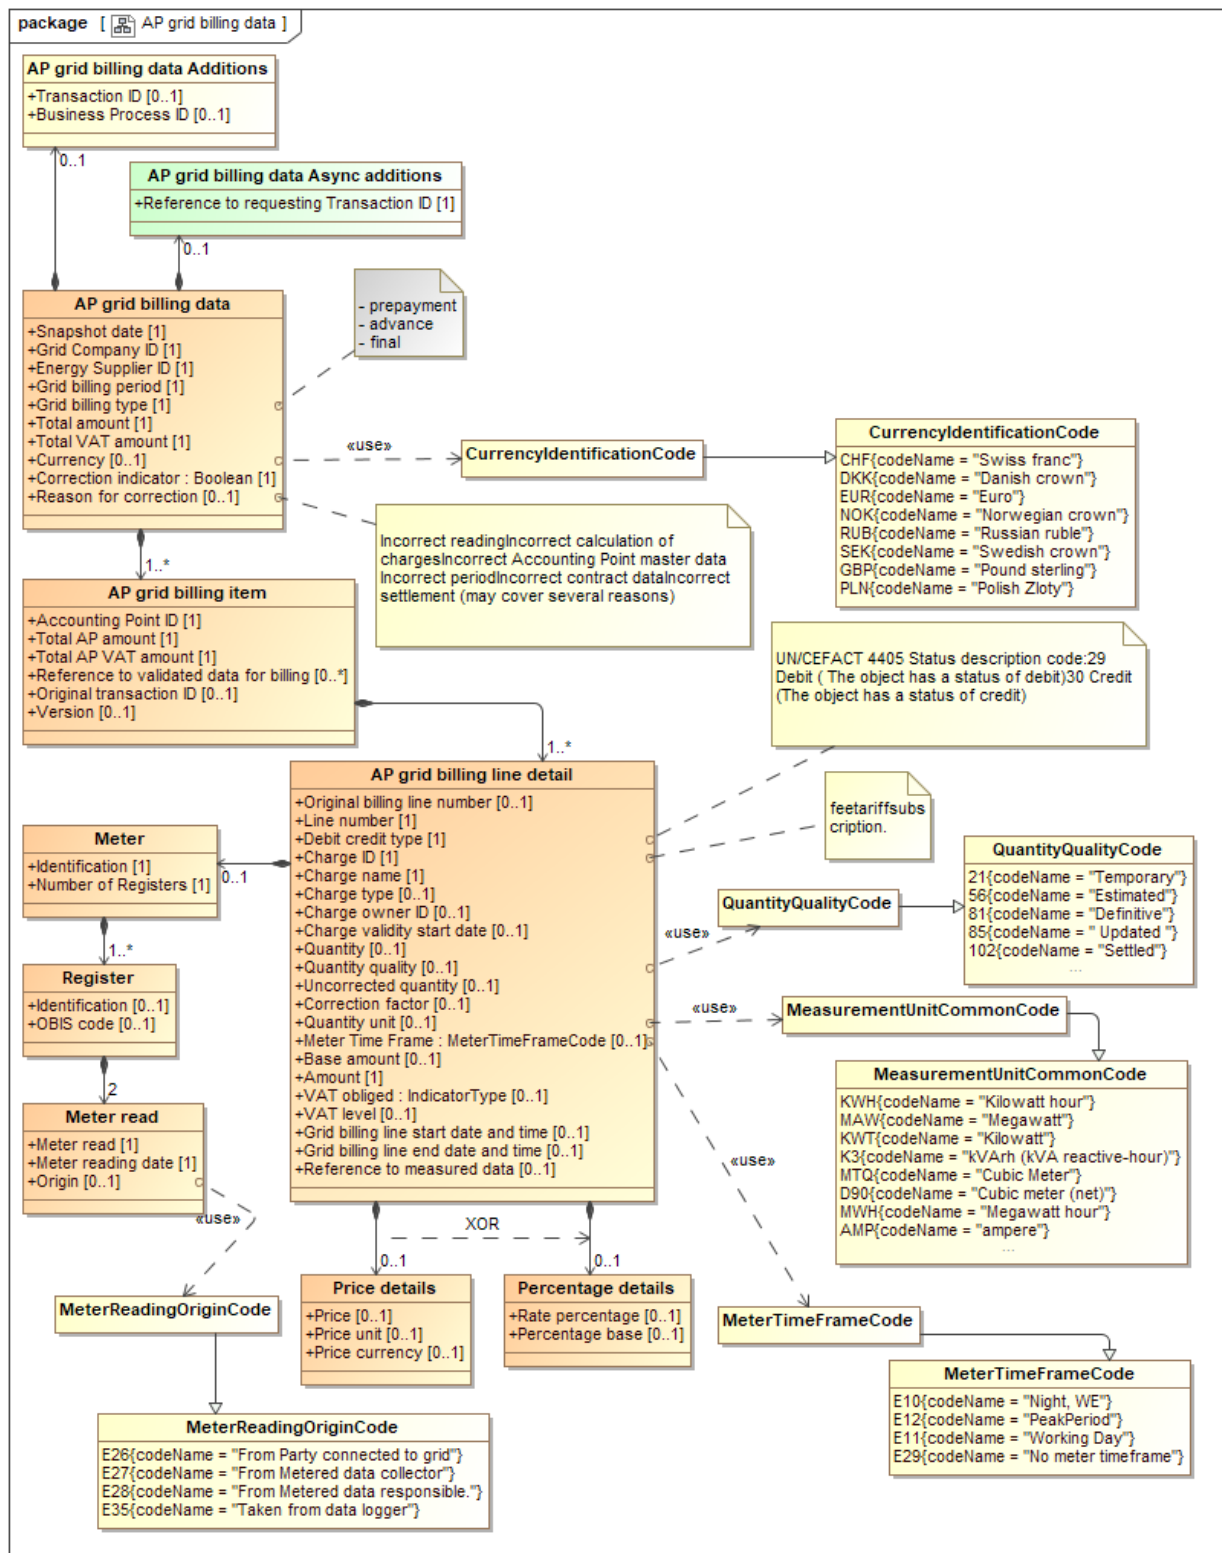 package [ AP grid billing data ]
AP grid billing data Additions
+Transaction ID [0..1]
+Business Process ID [0..1]
0..1
AP grid billing data Async additions
+Reference to requesting Transaction ID [1]
0..1
AP grid billing data
+Snapshot date [1]
+Grid Company ID [1]
+Energy Supplier ID [1]
+Grid billing period [1]
+Grid billing type [1]
+Total amount [1]
+Total VAT amount [1]
+Currency [0..1]
+Correction indicator : Boolean [1]
+Reason for correction [0..1]
- prepayment
- advance
- final
«use»
CurrencyIdentificationCode
CurrencyIdentificationCode
CHF{codeName = "Swiss franc"}
DKK{codeName = "Danish crown"}
EUR{codeName = "Euro"}
NOK{codeName = "Norwegian crown"}
RUB{codeName = "Russian ruble"}
SEK{codeName = "Swedish crown"}
GBP{codeName = "Pound sterling"}
PLN{codeName = "Polish Zloty"}
Incorrect readingIncorrect calculation of
chargesIncorrect Accounting Point master data
Incorrect periodIncorrect contract dataIncorrect
settlement (may cover several reasons)
1..*
AP grid billing item
+Accounting Point ID [1]
+Total AP amount [1]
+Total AP VAT amount [1]
+Reference to validated data for billing [0..*]
+Original transaction ID [0..1]
+Version [0..1]
1..*
UN/CEFACT 4405 Status description code:29
Debit ( The object has a status of debit)30 Credit
(The object has a status of credit)
AP grid billing line detail
+Original billing line number [0..1]
+Line number [1]
+Debit credit type [1]
+Charge ID [1]
+Charge name [1]
+Charge type [0..1]
+Charge owner ID [0..1]
+Charge validity start date [0..1]
+Quantity [0..1]
+Quantity quality [0..1]
+Uncorrected quantity [0..1]
+Correction factor [0..1]
+Quantity unit [0..1]
+Meter Time Frame : MeterTimeFrameCode [0..1]
+Base amount [0..1]
+Amount [1]
+VAT obliged : IndicatorType [0..1]
+VAT level [0..1]
+Grid billing line start date and time [0..1]
+Grid billing line end date and time [0..1]
+Reference to measured data [0..1]
feetariffsubs
cription.
Meter
+Identification [1]
+Number of Registers [1]
0..1
1..*
Register
+Identification [0..1]
+OBIS code [0..1]
2
Meter read
+Meter read [1]
+Meter reading date [1]
+Origin [0..1]
«use»
QuantityQualityCode
«use»
QuantityQualityCode
21{codeName = "Temporary"}
56{codeName = "Estimated"}
81{codeName = "Definitive"}
85{codeName = " Updated "}
102{codeName = "Settled"}
...
«use»
MeasurementUnitCommonCode
MeasurementUnitCommonCode
KWH{codeName = "Kilowatt hour"}
MAW{codeName = "Megawatt"}
KWT{codeName = "Kilowatt"}
K3{codeName = "kVArh (kVA reactive-hour)"}
MTQ{codeName = "Cubic Meter"}
D90{codeName = "Cubic meter (net)"}
MWH{codeName = "Megawatt hour"}
AMP{codeName = "ampere"}
...
«use»
XOR
0..1
0..1
Price details
+Price [0..1]
+Price unit [0..1]
+Price currency [0..1]
Percentage details
+Rate percentage [0..1]
+Percentage base [0..1]
MeterReadingOriginCode
MeterReadingOriginCode
E26{codeName = "From Party connected to grid"}
E27{codeName = "From Metered data collector"}
E28{codeName = "From Metered data responsible."}
E35{codeName = "Taken from data logger"}
MeterTimeFrameCode
MeterTimeFrameCode
E10{codeName = "Night, WE"}
E12{codeName = "PeakPeriod"}
E11{codeName = "Working Day"}
E29{codeName = "No meter timeframe"}